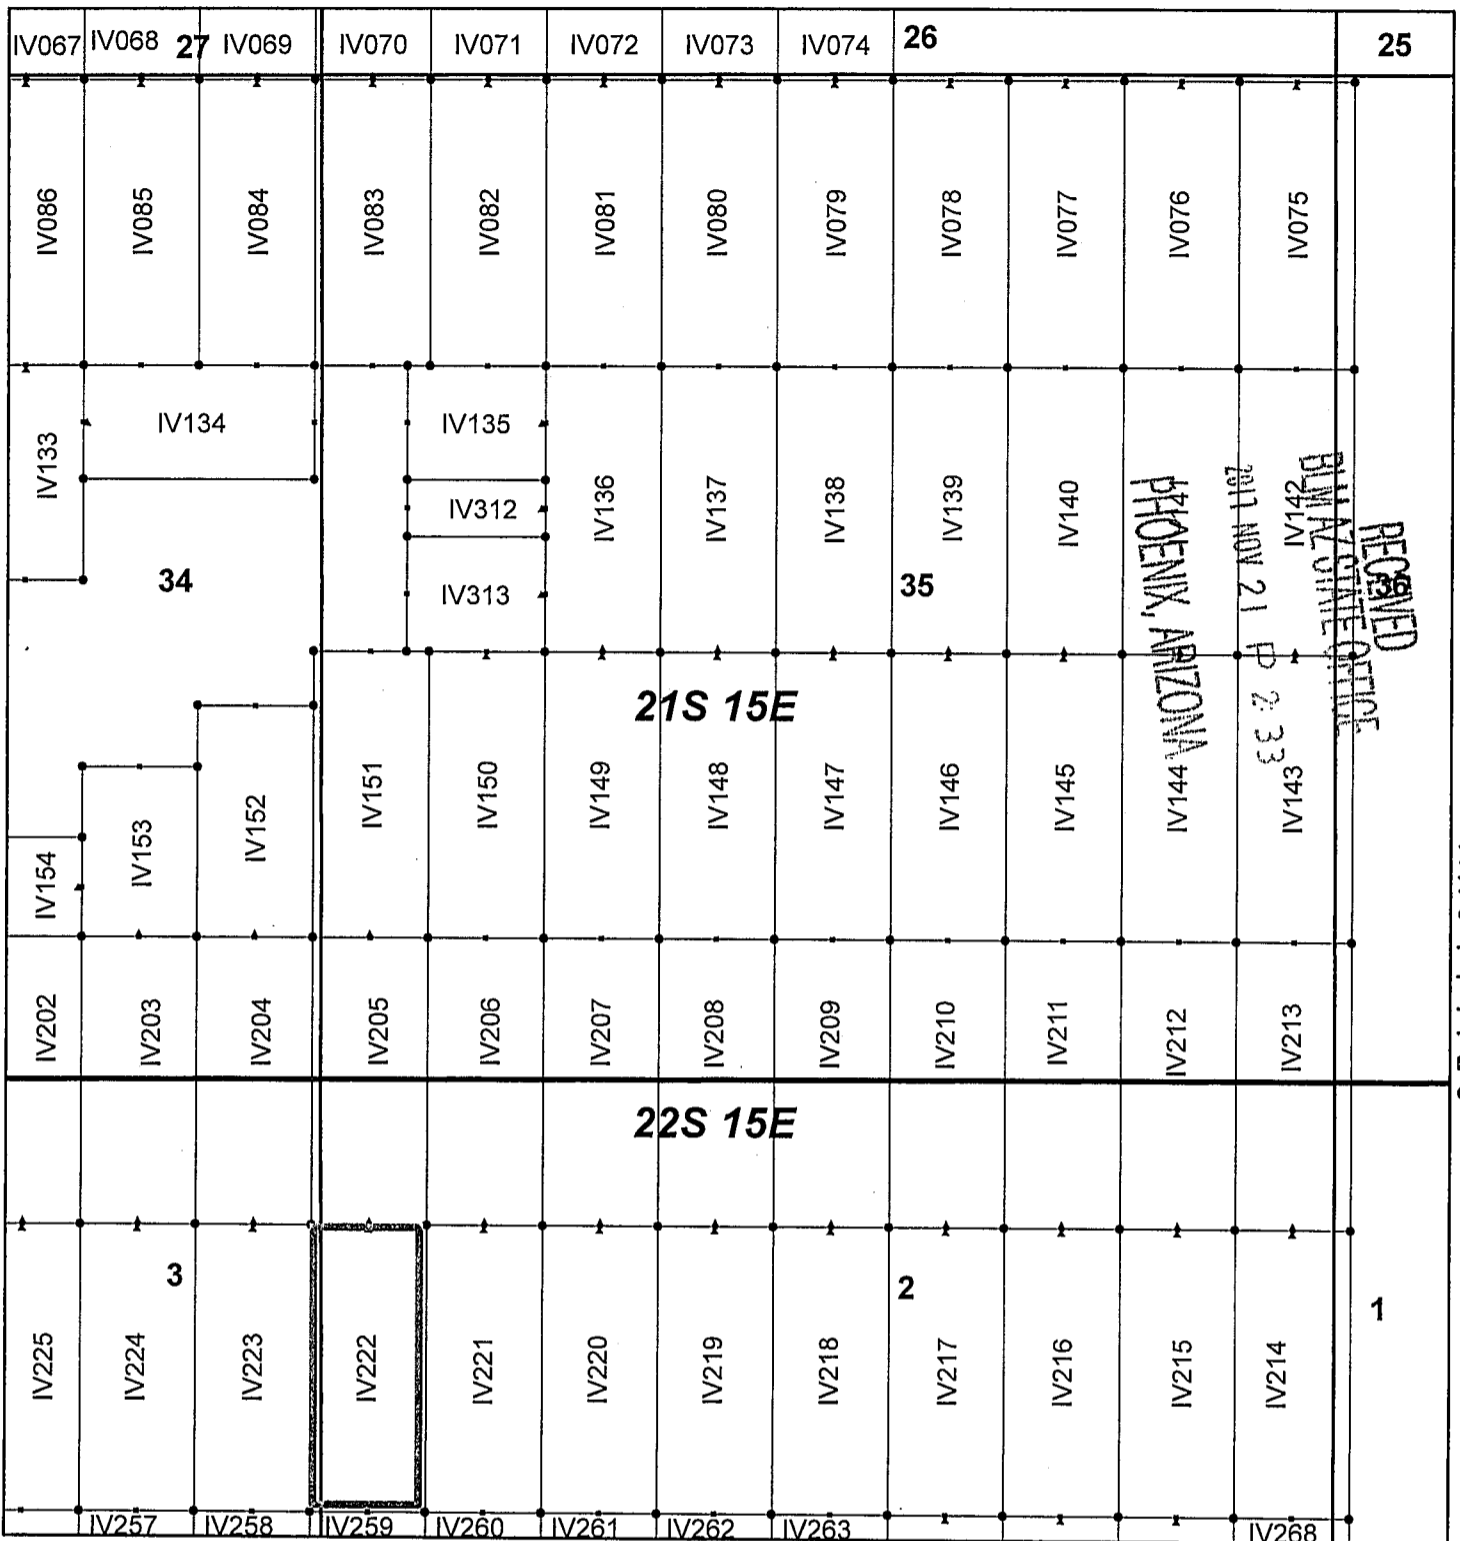 IV067 IV068 27 IV069 IV070 IV071 IV072 IV073 IV074 26 25
IV086 IV085 IV084 IV083 IV082 IV081 IV080 IV079 IV078 IV077 IV076 IV075
IV133 IV134 IV135 IV312 IV313 IV136 IV137 IV138 IV139 IV140 IV142
34 35 36
RECEIVED
BLM AZ STATE OFFICE
2017 NOV 21 P 2:33
PHOENIX, ARIZONA
21S 15E
IV154 IV153 IV152 IV151 IV150 IV149 IV148 IV147 IV146 IV145 IV144 IV143
IV202 IV203 IV204 IV205 IV206 IV207 IV208 IV209 IV210 IV211 IV212 IV213
22S 15E
3 2 1
IV225 IV224 IV223 IV222 IV221 IV220 IV219 IV218 IV217 IV216 IV215 IV214
IV257 IV258 IV259 IV260 IV261 IV262 IV263 IV268